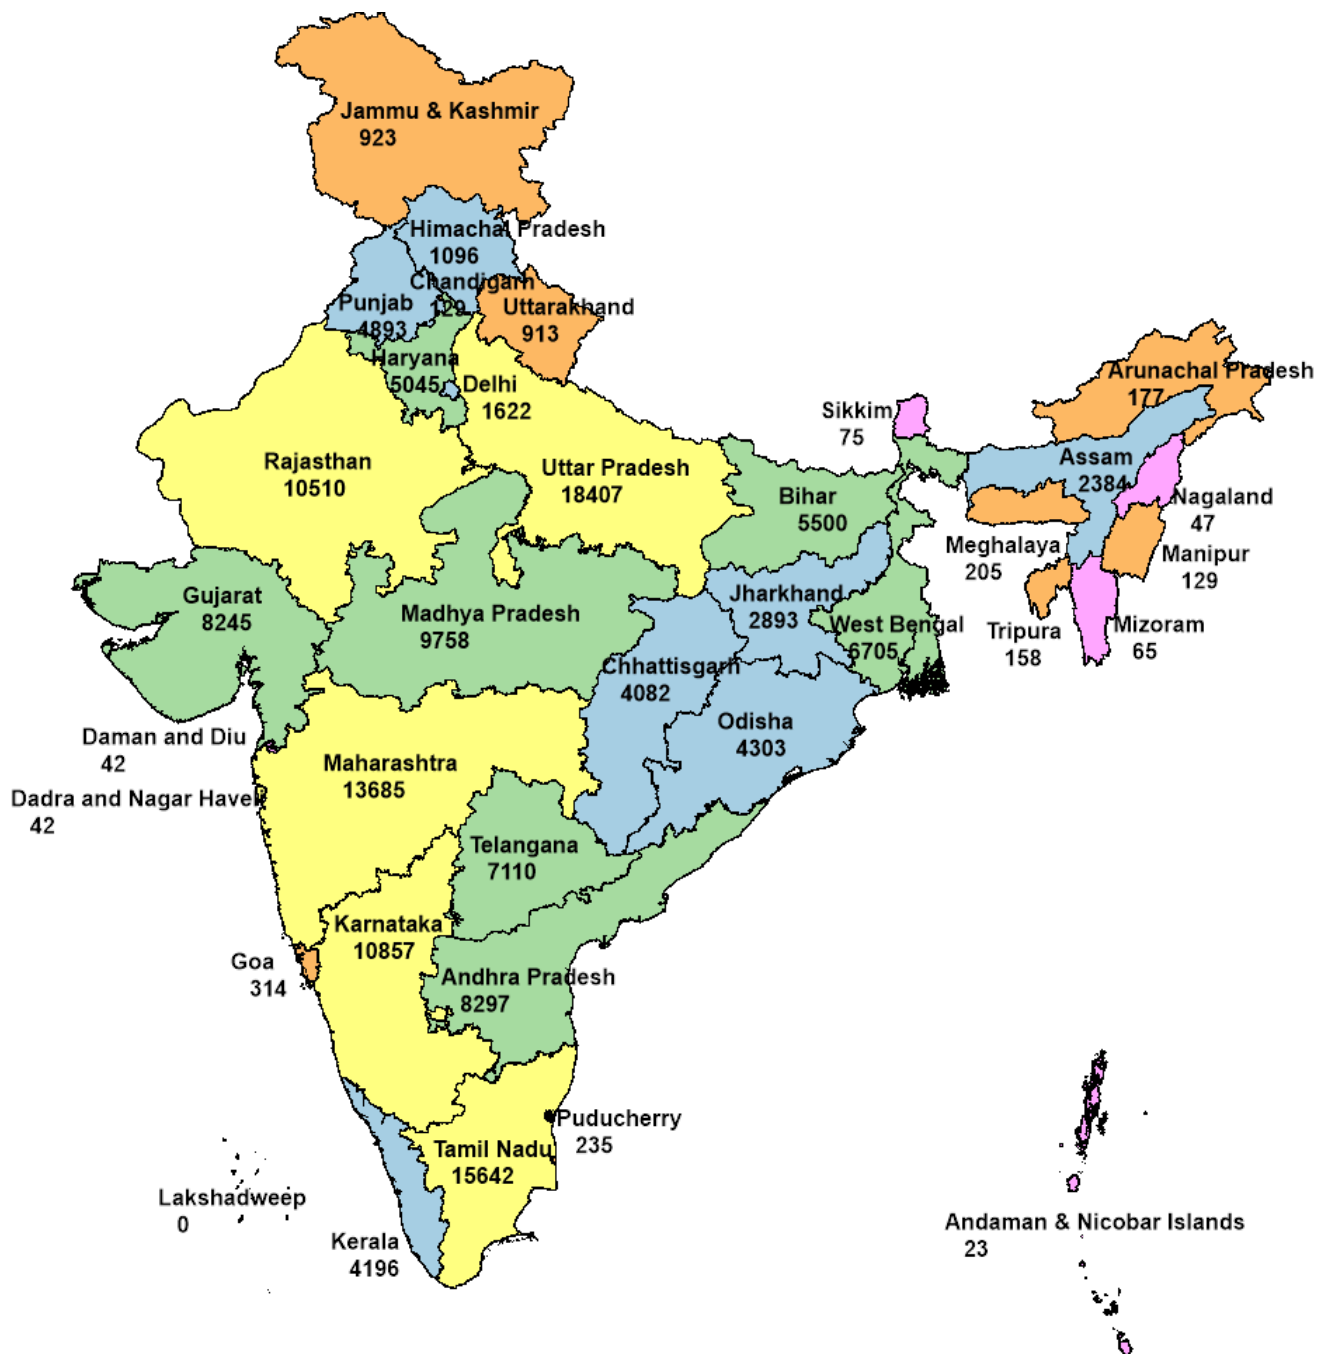 Jammu & Kashmir
923
Himachal Pradesh
1096
Chandigarh
129
Punjab
4893
Uttarakhand
913
Haryana
5045
Delhi
1622
Arunachal Pradesh
177
Sikkim
75
Rajasthan
10510
Uttar Pradesh
18407
Bihar
5500
Assam
2384
Nagaland
47
Meghalaya
205
Manipur
129
Gujarat
8245
Madhya Pradesh
9758
Jharkhand
2893
West Bengal
6705
Tripura
158
Mizoram
65
Chhattisgarh
4082
Odisha
4303
Daman and Diu
42
Maharashtra
13685
Dadra and Nagar Haveli
42
Telangana
7110
Karnataka
10857
Goa
314
Andhra Pradesh
8297
Puducherry
235
Tamil Nadu
15642
Lakshadweep
0
Kerala
4196
Andaman & Nicobar Islands
23